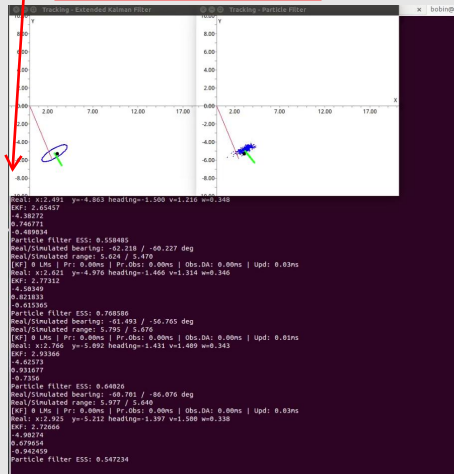 Tracking - Extended Kalman Filter
Tracking - Particle Filter
× bobin@
10.00 Y
8.00
6.00
4.00
2.00
0.00
2.00 7.00 12.00 17.00
-2.00
-4.00
-6.00
-8.00
-10.00
10.00 Y
8.00
6.00
4.00
2.00
0.00
X
2.00 7.00 12.00 17.00
-2.00
-4.00
-6.00
-8.00
-10.00
Real: x:2.491 y=-4.863 heading=-1.500 v=1.216 w=0.348
EKF: 2.65457
-4.38272
0.746771
-0.489034
Particle filter ESS: 0.558485
Real/Simulated bearing: -62.218 / -60.227 deg
Real/Simulated range: 5.624 / 5.470
[KF] 0 LMs | Pr: 0.00ms | Pr.Obs: 0.00ms | Obs.DA: 0.00ms | Upd: 0.03ms
Real: x:2.621 y=-4.976 heading=-1.466 v=1.314 w=0.346
EKF: 2.77312
-4.50349
0.821833
-0.615365
Particle filter ESS: 0.768586
Real/Simulated bearing: -61.493 / -56.765 deg
Real/Simulated range: 5.795 / 5.676
[KF] 0 LMs | Pr: 0.00ms | Pr.Obs: 0.00ms | Obs.DA: 0.00ms | Upd: 0.01ms
Real: x:2.766 y=-5.092 heading=-1.431 v=1.409 w=0.343
EKF: 2.93366
-4.62573
0.931677
-0.7356
Particle filter ESS: 0.64026
Real/Simulated bearing: -60.701 / -86.076 deg
Real/Simulated range: 5.977 / 5.640
[KF] 0 LMs | Pr: 0.00ms | Pr.Obs: 0.00ms | Obs.DA: 0.00ms | Upd: 0.03ms
Real: x:2.925 y=-5.212 heading=-1.397 v=1.500 w=0.338
EKF: 2.72666
-4.90274
0.679654
-0.942459
Particle filter ESS: 0.547234